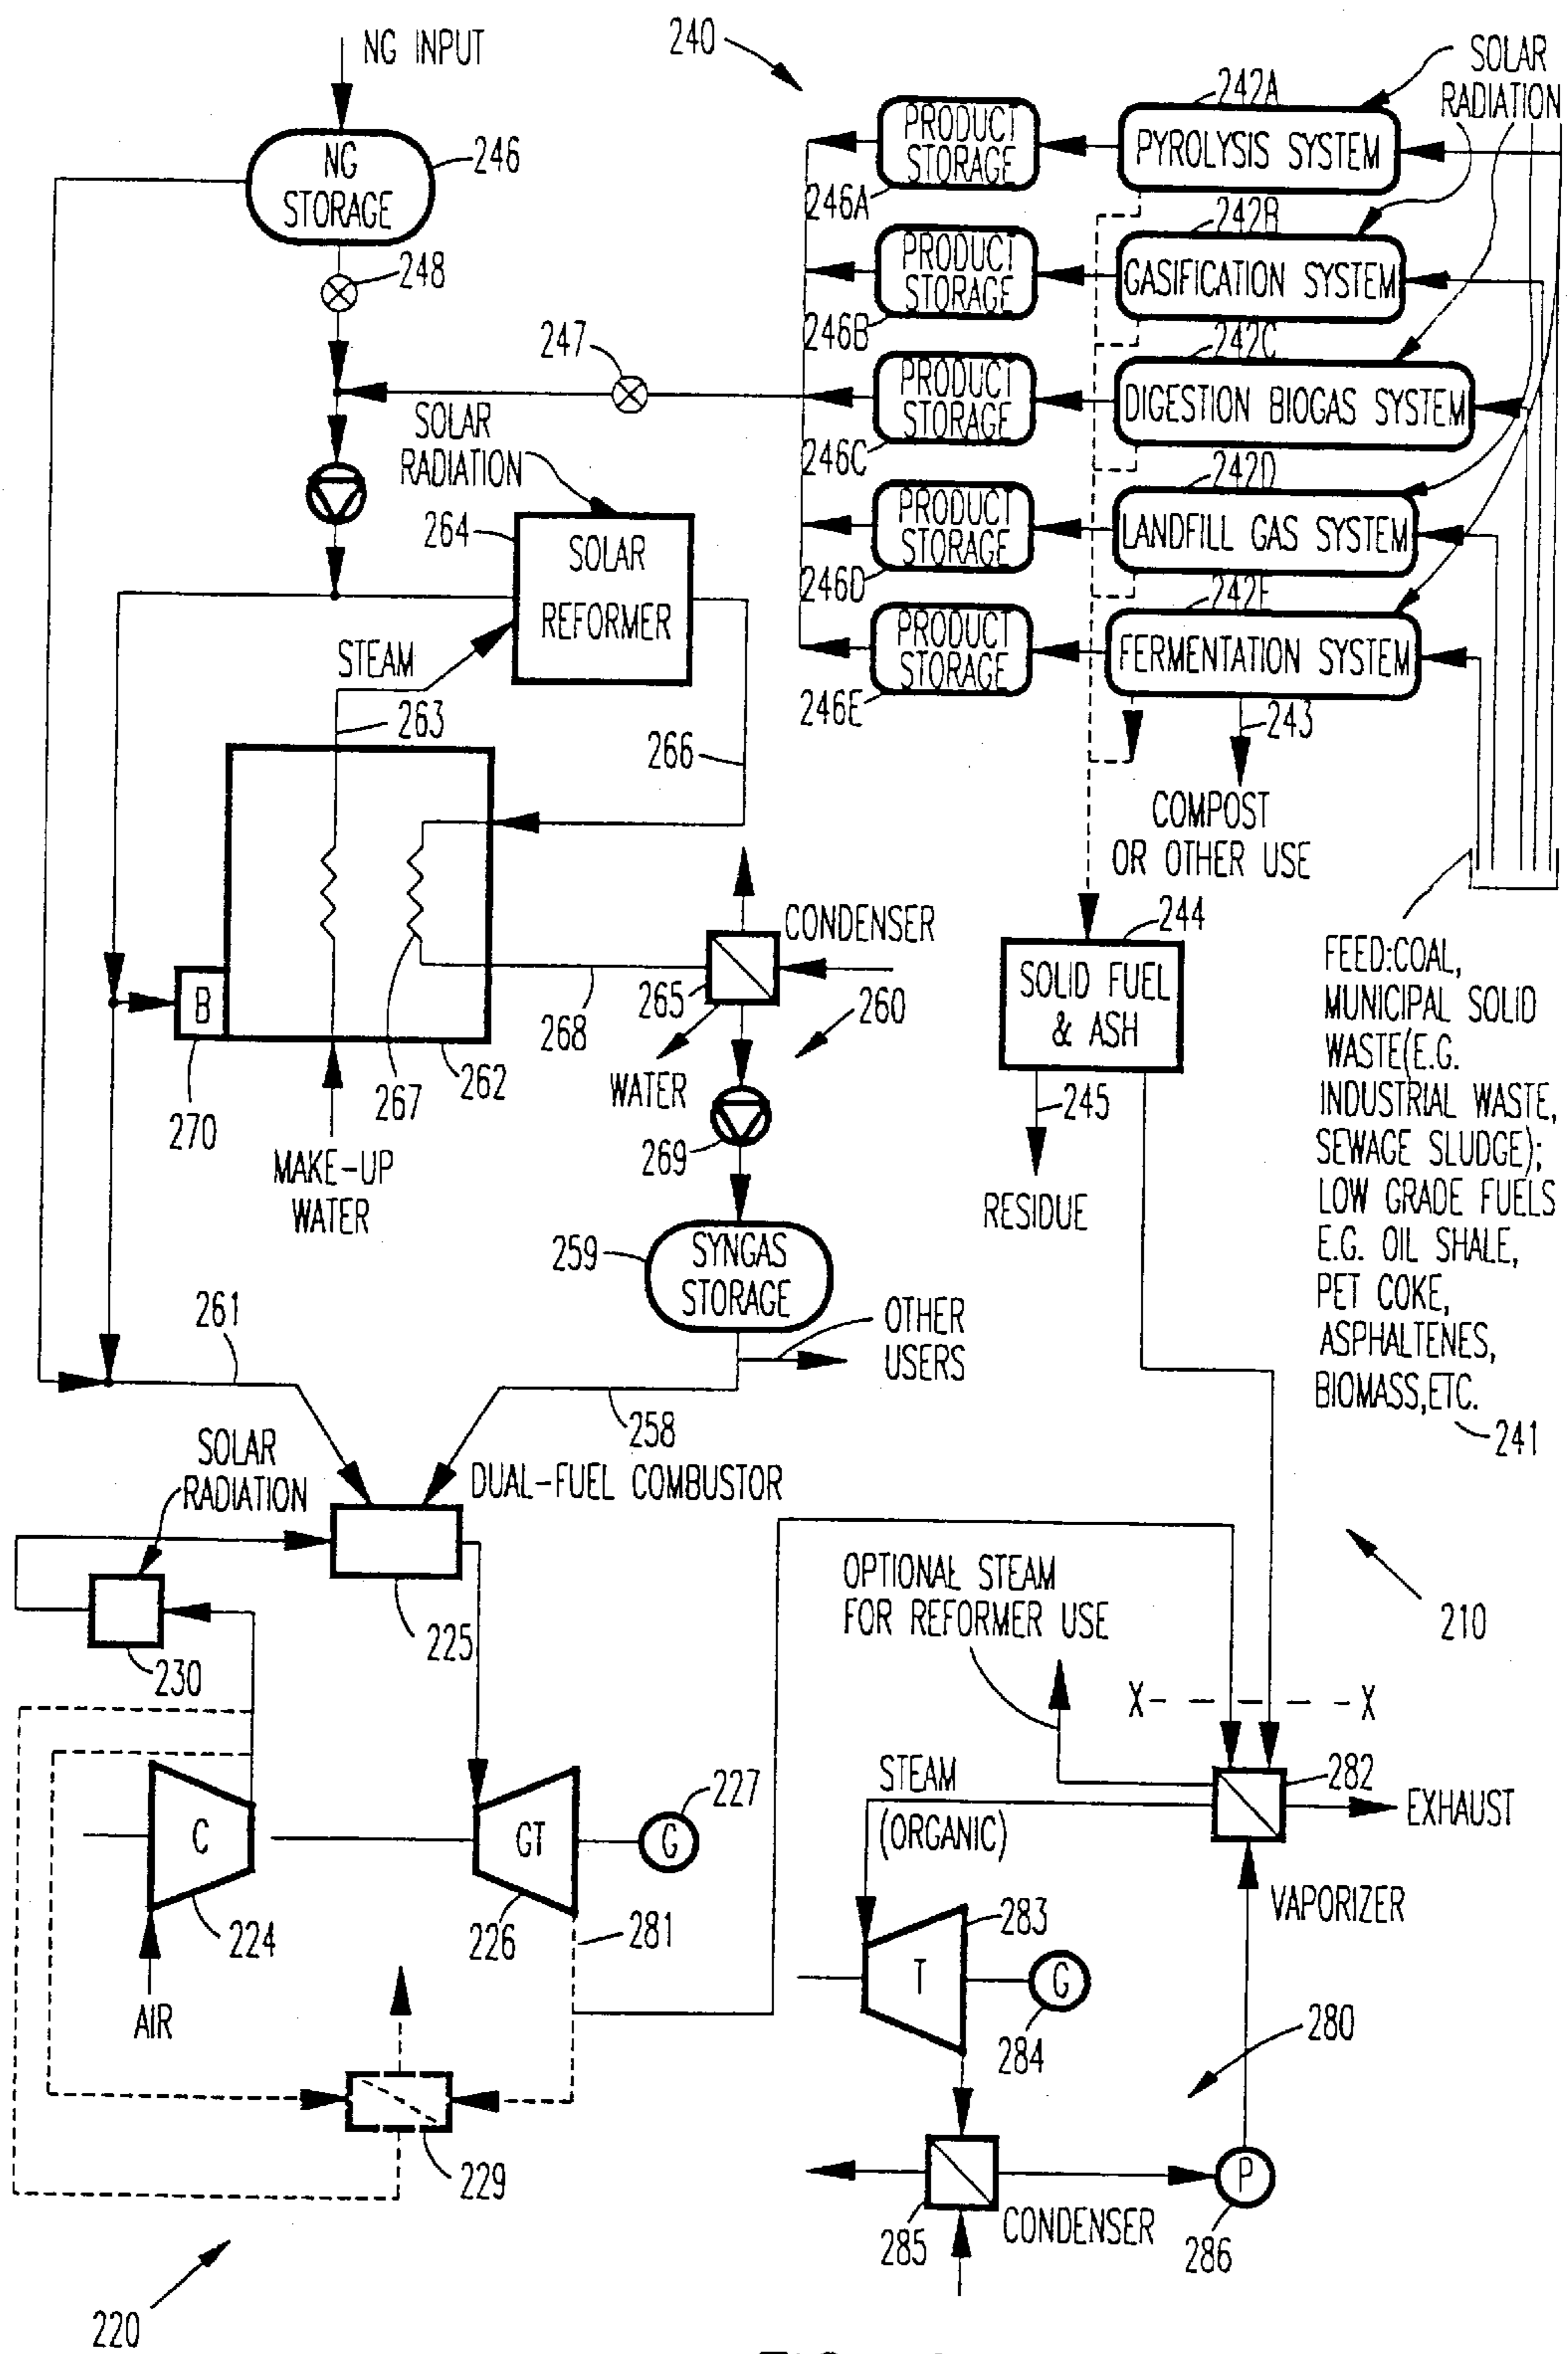 NG INPUT
240
SOLAR
RADIATION
NG
STORAGE
246
248
PRODUCT
STORAGE
246A
242A
PYROLYSIS SYSTEM
PRODUCT
STORAGE
246B
242B
GASIFICATION SYSTEM
247
PRODUCT
STORAGE
246C
242C
DIGESTION BIOGAS SYSTEM
PRODUCT
STORAGE
246D
242D
LANDFILL GAS SYSTEM
PRODUCT
STORAGE
246E
242E
FERMENTATION SYSTEM
SOLAR
RADIATION
264
SOLAR
REFORMER
STEAM
263
266
243
COMPOST
OR OTHER USE
CONDENSER
265
268
260
WATER
B
270
267
262
MAKE-UP
WATER
269
244
SOLID FUEL
& ASH
245
RESIDUE
FEED:COAL,
MUNICIPAL SOLID
WASTE(E.G.
INDUSTRIAL WASTE,
SEWAGE SLUDGE);
LOW GRADE FUELS
E.G. OIL SHALE,
PET COKE,
ASPHALTENES,
BIOMASS,ETC.
241
259
SYNGAS
STORAGE
OTHER
USERS
261
258
SOLAR
RADIATION
DUAL-FUEL COMBUSTOR
225
230
OPTIONAL STEAM
FOR REFORMER USE
210
X
X
282
EXHAUST
STEAM
(ORGANIC)
VAPORIZER
C
GT
G
227
224
226
281
AIR
283
T
G
284
280
229
285
CONDENSER
P
286
220